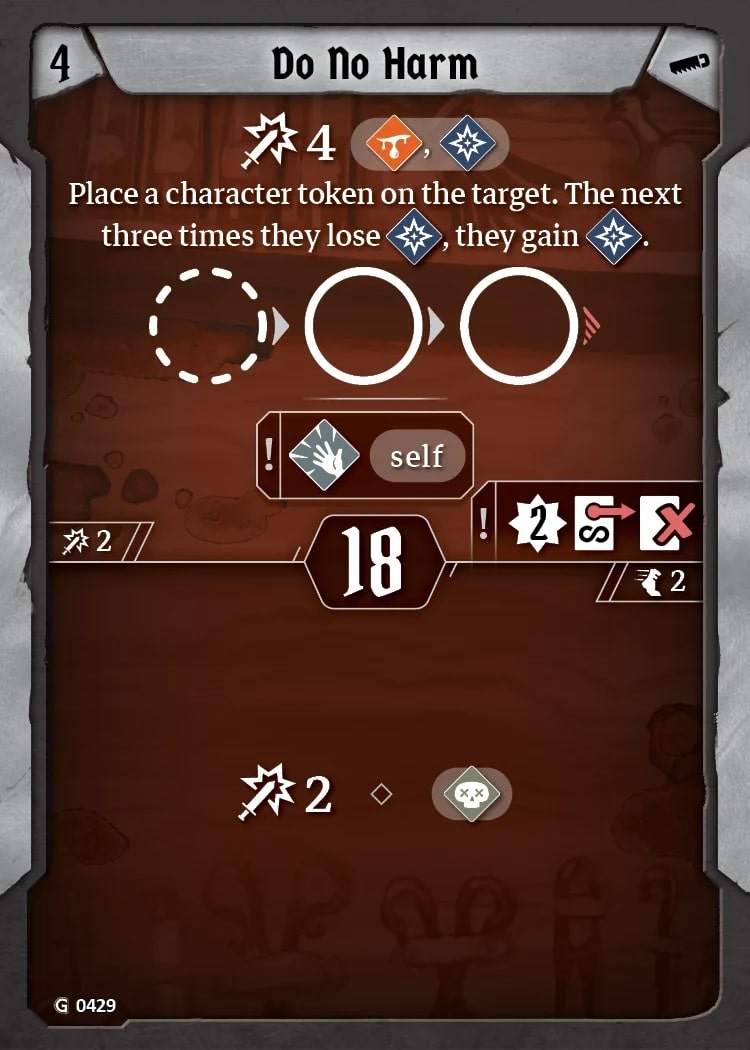 4
Do No Harm
4 ,
Place a character token on the target. The next
three times they lose , they gain .
! self
! 2
2
18
2
2
G 0429